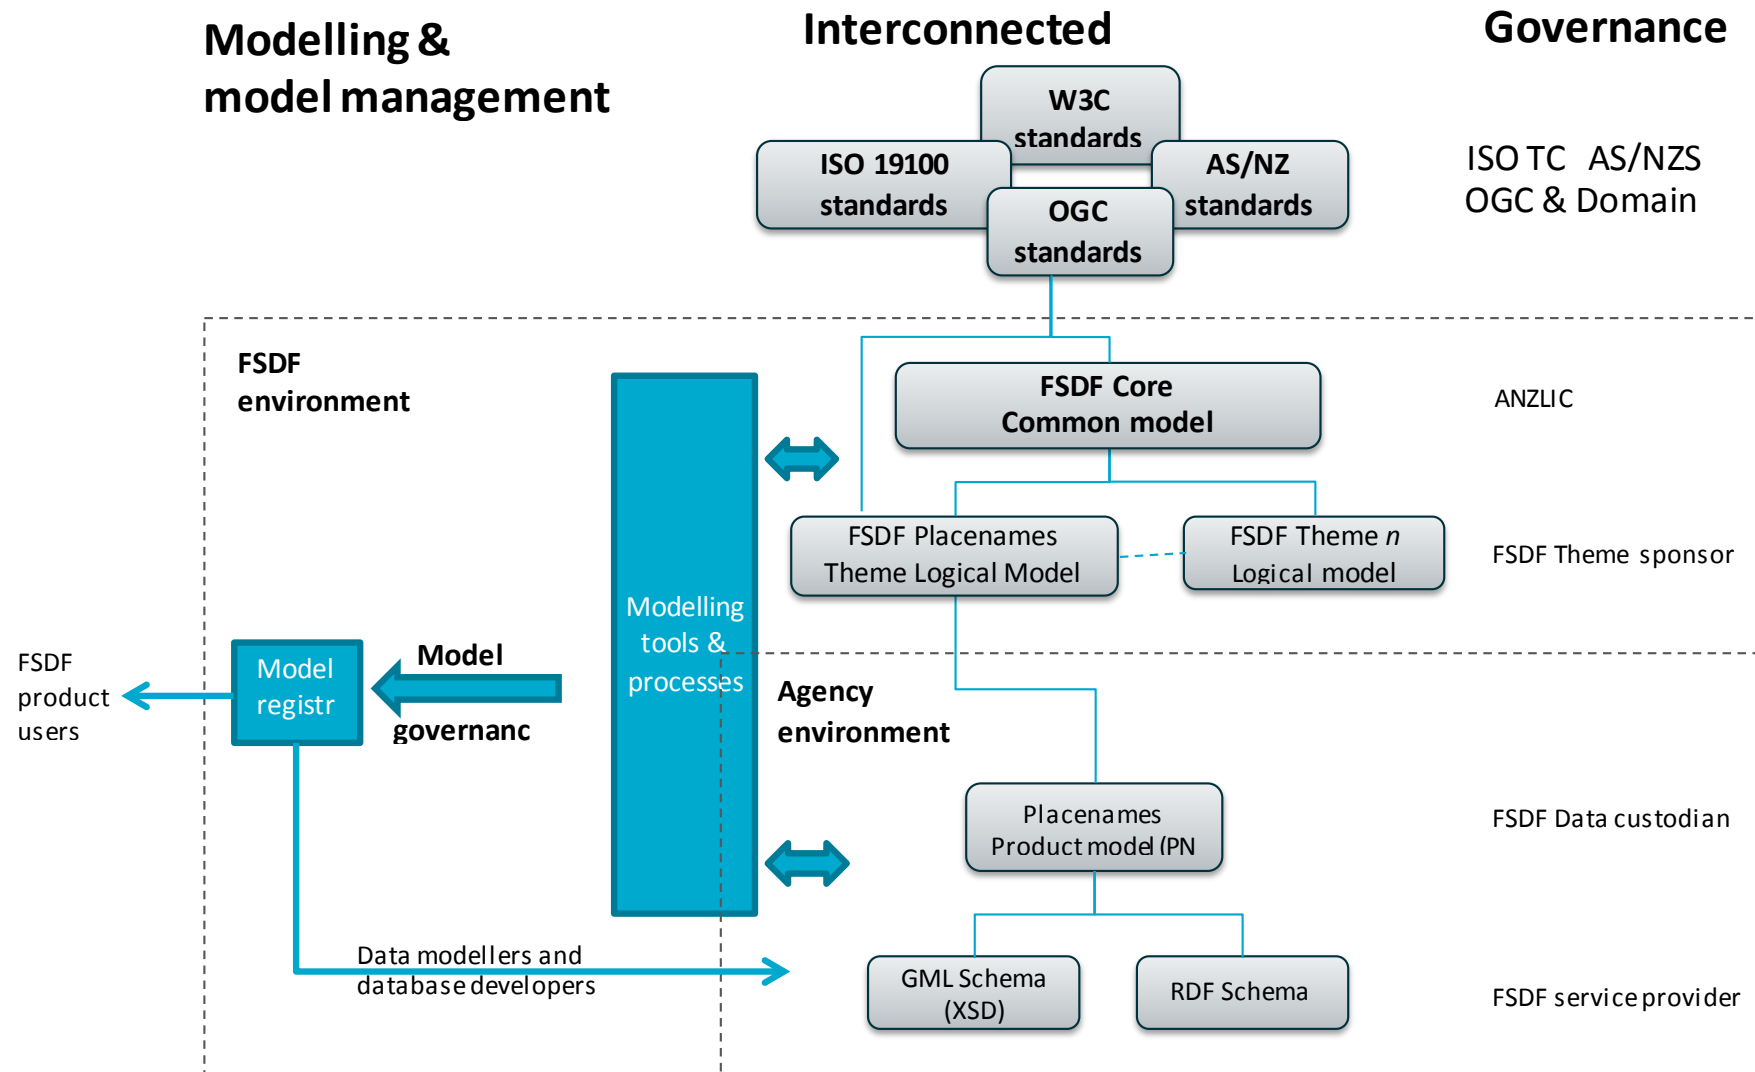 Modelling &
model management
Interconnected
Governance
W3C
standards
ISO 19100
standards
AS/NZ
standards
OGC
standards
ISO TC AS/NZS
OGC & Domain
FSDF
environment
FSDF Core
Common model
ANZLIC
FSDF Placenames
Theme Logical Model
FSDF Theme n
Logical model
FSDF Theme sponsor
Modelling
tools &
processes
Model
governanc
Model
registr
FSDF
product
users
Agency
environment
Placenames
Product model (PN
FSDF Data custodian
Data modellers and
database developers
GML Schema
(XSD)
RDF Schema
FSDF service provider